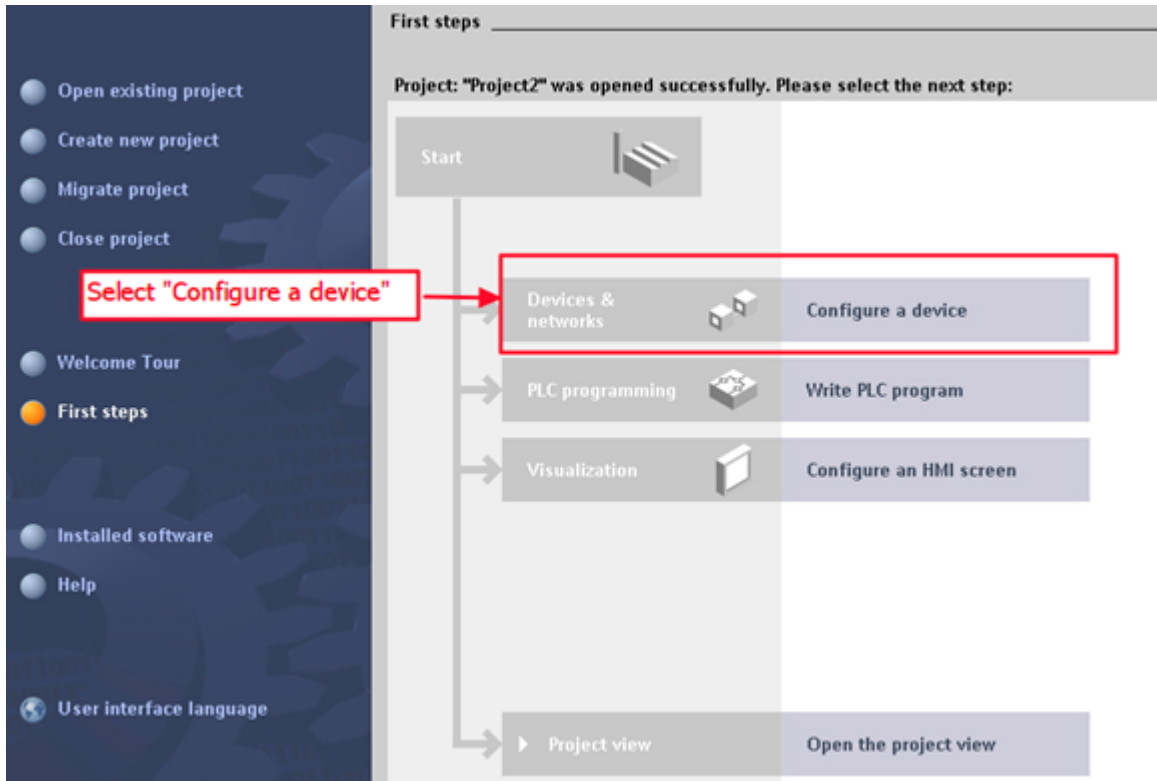 First steps
Project: "Project2" was opened successfully. Please select the next step:
Open existing project
Create new project
Migrate project
Close project
Welcome Tour
First steps
Installed software
Help
User interface language
Start
Select "Configure a device"
Devices &
networks
Configure a device
PLC programming
Write PLC program
Visualization
Configure an HMI screen
Project view
Open the project view